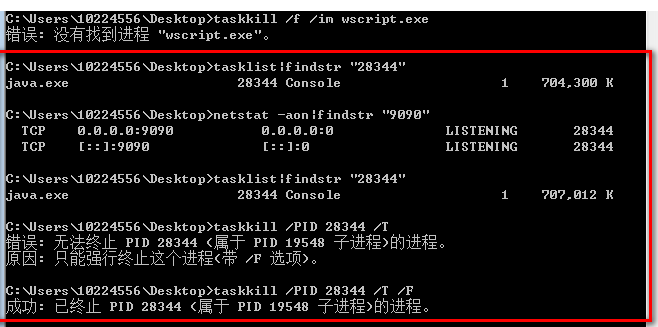 C:\Users\10224556\Desktop>taskkill /f /im wscript.exe
错误: 没有找到进程 "wscript.exe"。
C:\Users\10224556\Desktop>tasklist|findstr "28344"
java.exe 28344 Console 1 704,300 K
C:\Users\10224556\Desktop>netstat -aon|findstr "9090"
TCP 0.0.0.0:9090 0.0.0.0:0 LISTENING 28344
TCP [::]:9090 [::]:0 LISTENING 28344
C:\Users\10224556\Desktop>tasklist|findstr "28344"
java.exe 28344 Console 1 707,012 K
C:\Users\10224556\Desktop>taskkill /PID 28344 /T
错误: 无法终止 PID 28344 (属于 PID 19548 子进程)的进程。
原因: 只能强行终止这个进程(带 /F 选项)。
C:\Users\10224556\Desktop>taskkill /PID 28344 /T /F
成功: 已终止 PID 28344 (属于 PID 19548 子进程)的进程。